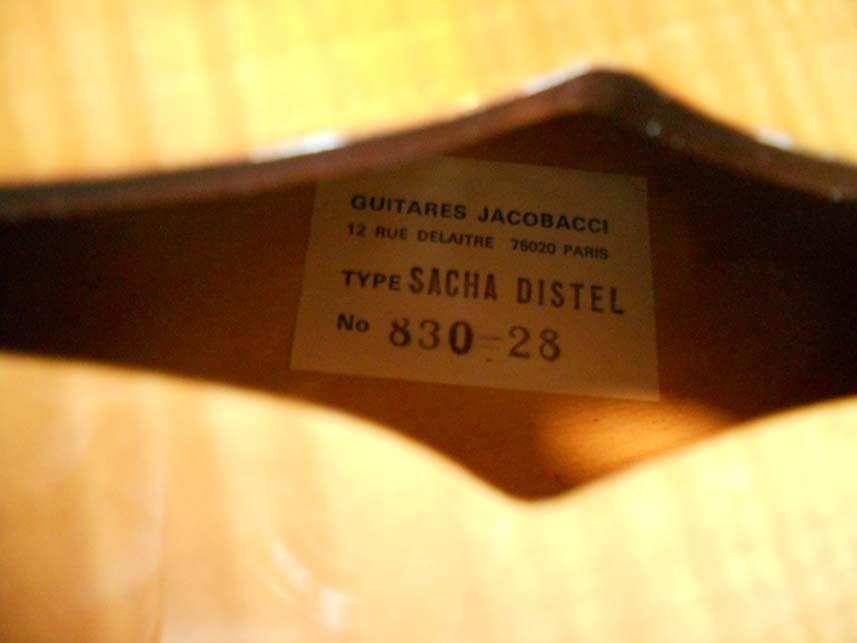 GUITARES JACOBACCI
12 RUE DELAITRE 75020 PARIS
TYPE SACHA DISTEL
No 830-28